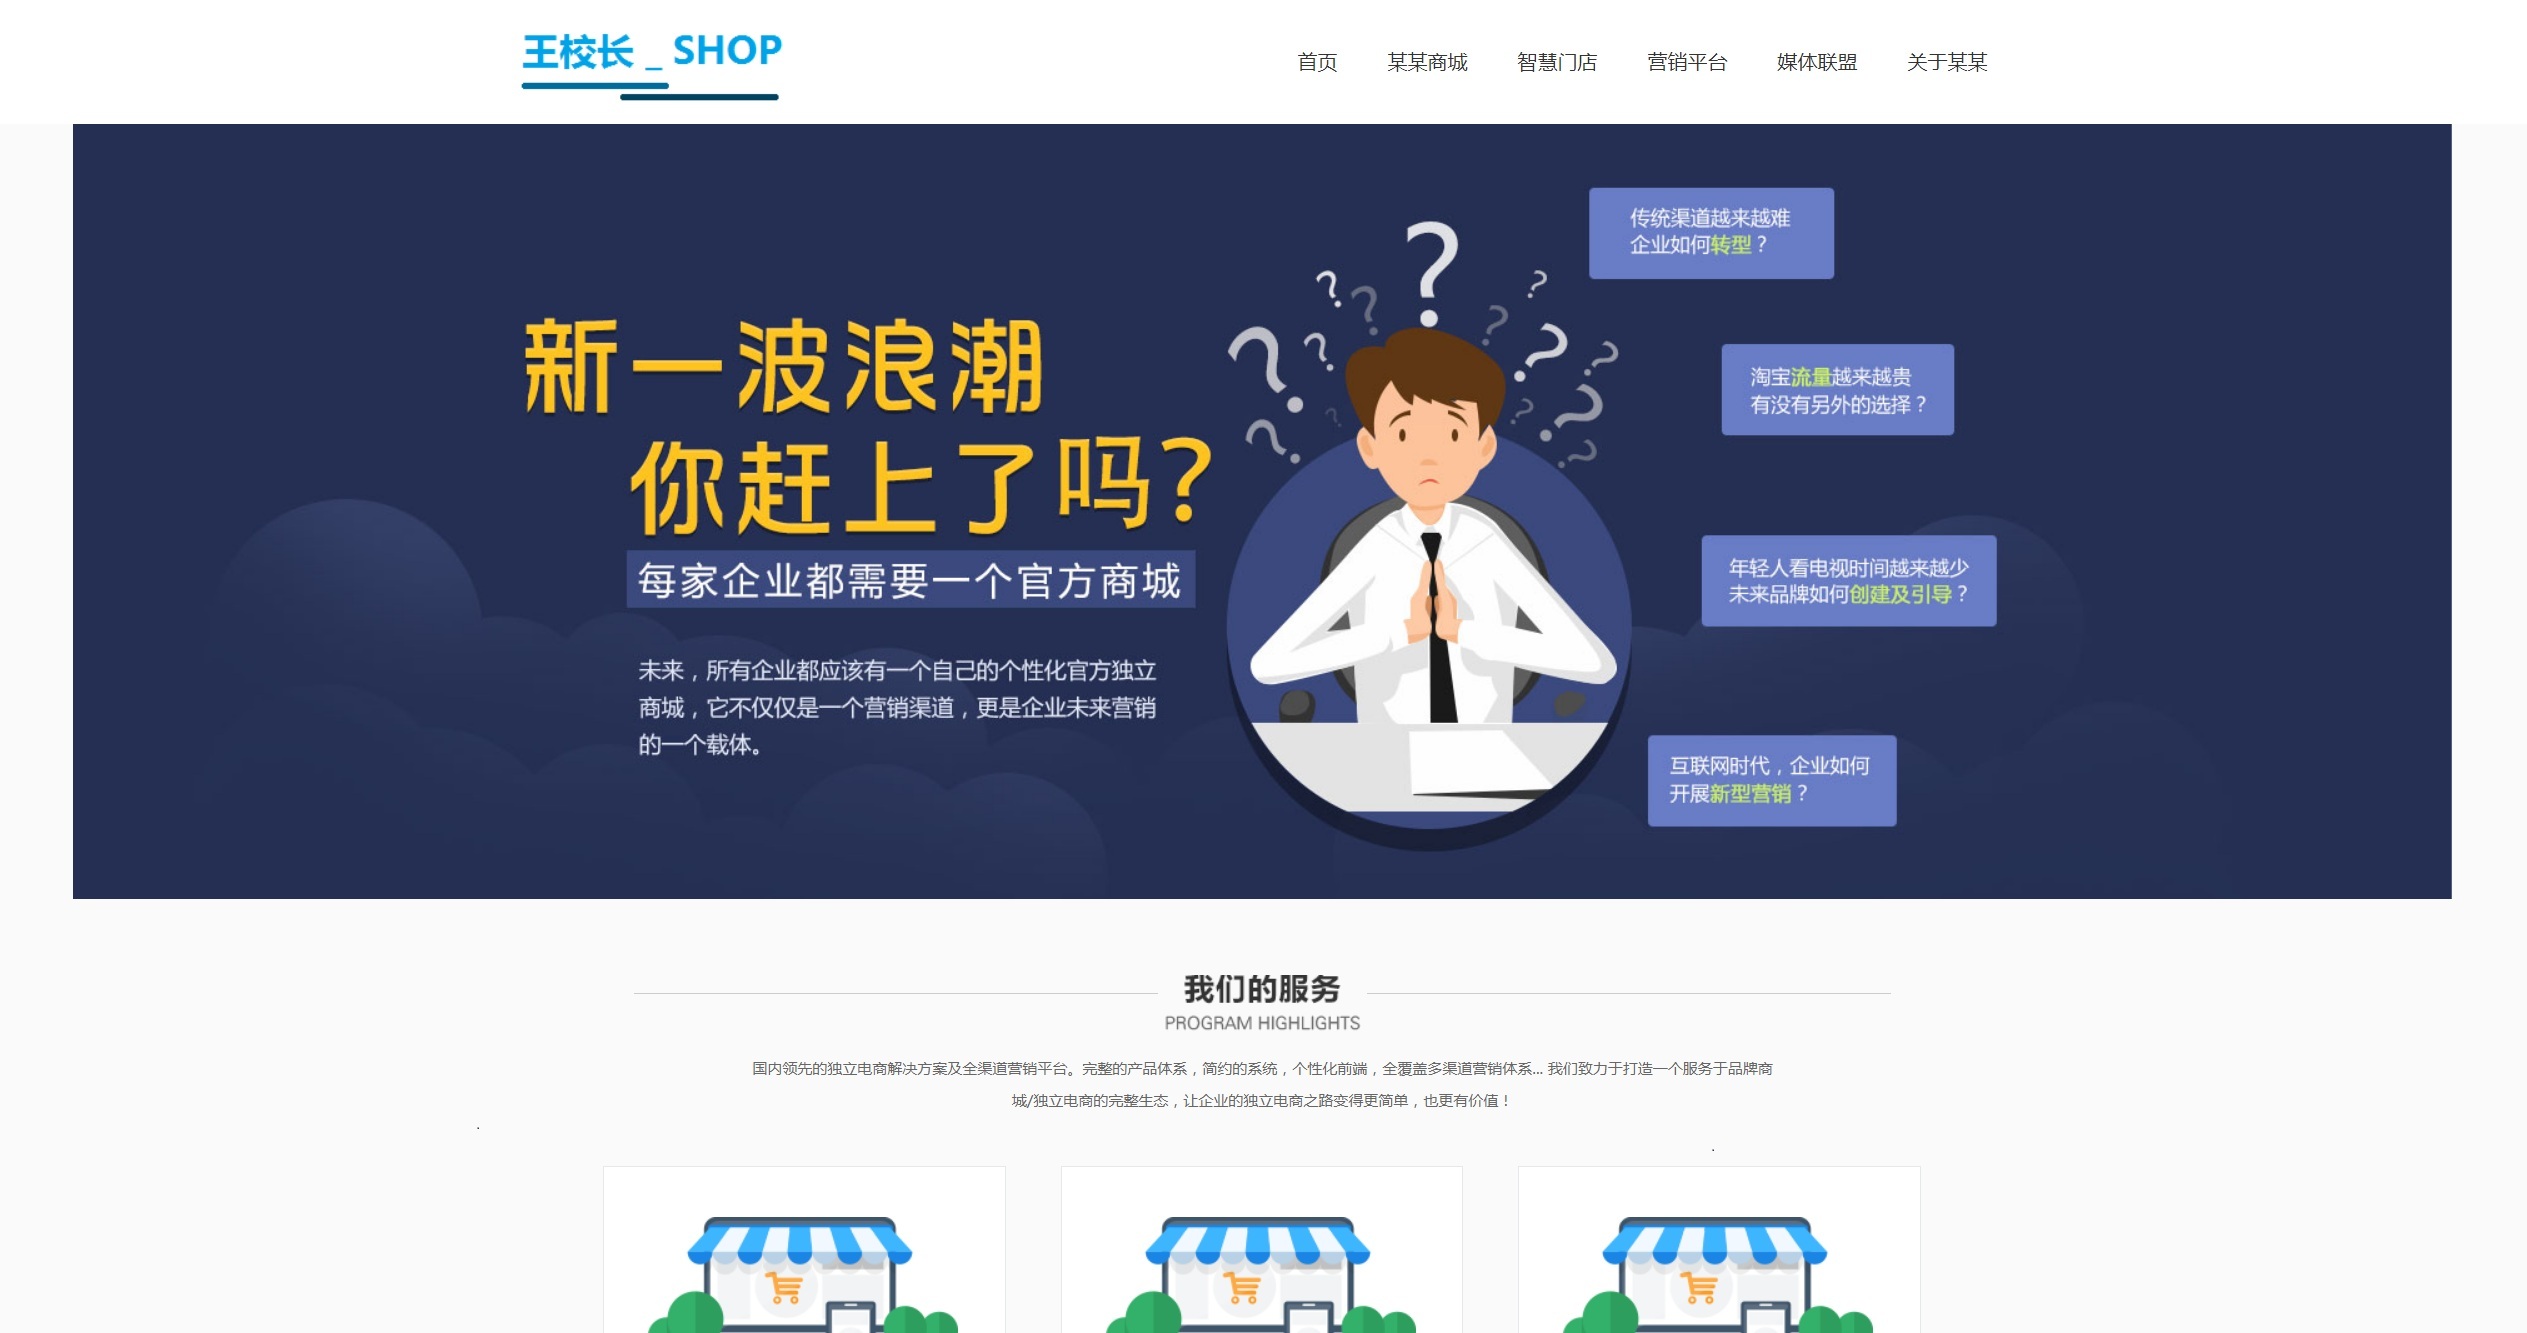 王校长 _ SHOP
首页 某某商城 智慧门店 营销平台 媒体联盟 关于某某
传统渠道越来越难
企业如何转型？
新一波浪潮
你赶上了吗？
淘宝流量越来越贵
有没有另外的选择？
每家企业都需要一个官方商城
年轻人看电视时间越来越少
未来品牌如何创建及引导？
未来，所有企业都应该有一个自己的个性化官方独立
商城，它不仅仅是一个营销渠道，更是企业未来营销
的一个载体。
互联网时代，企业如何
开展新型营销？
我们的服务
PROGRAM HIGHLIGHTS
国内领先的独立电商解决方案及全渠道营销平台。完整的产品体系，简约的系统，个性化前端，全覆盖多渠道营销体系... 我们致力于打造一个服务于品牌商
城/独立电商的完整生态，让企业的独立电商之路变得更简单，也更有价值！